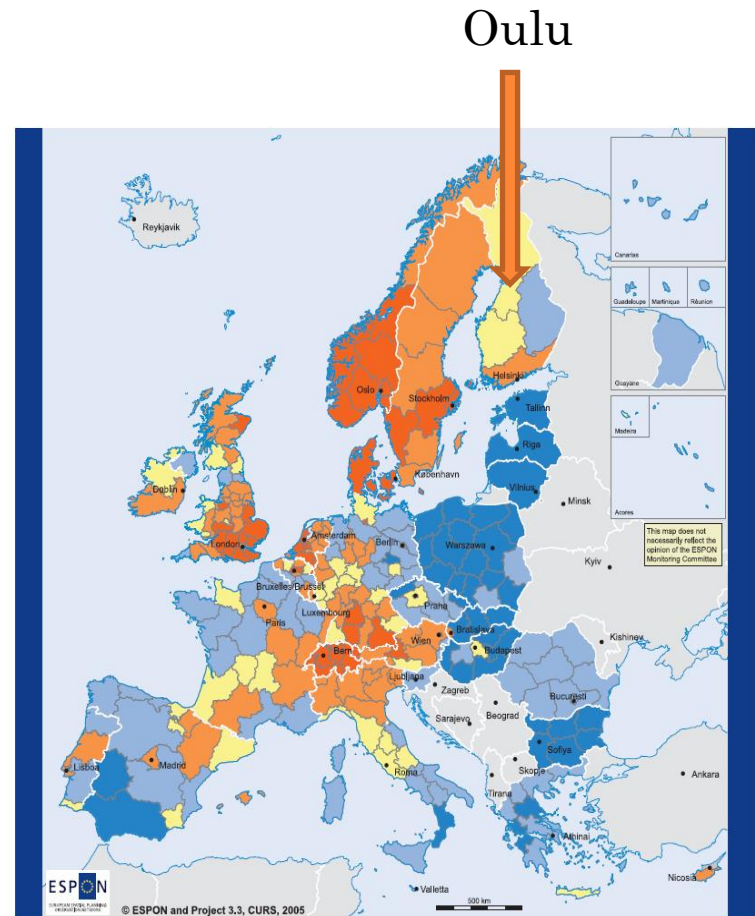 Oulu
Canarias
Reykjavik
Guadeloupe Martinique Réunion
Guayane
Helsinki
Oslo
Stockholm
Tallinn
Madeira
Riga
Acores
København
Dublin
Vilnius
Minsk
This map does not
necessarily reflect the
opinion of the ESPON
Monitoring Committee
Amsterdam
London
Berlin
Warszawa
Bruxelles/Brussel
Kyiv
Luxembourg
Praha
Paris
Wien
Bratislava
Kishinev
Bern
Budapest
Ljubljana
Zagreb
Bucuresti
Beograd
Sarajevo
Sofiya
Lisboa
Madrid
Roma
Skopje
Ankara
Tirana
Athinai
Nicosia
Valletta
ESPON
500 km
© ESPON and Project 3.3, CURS, 2005